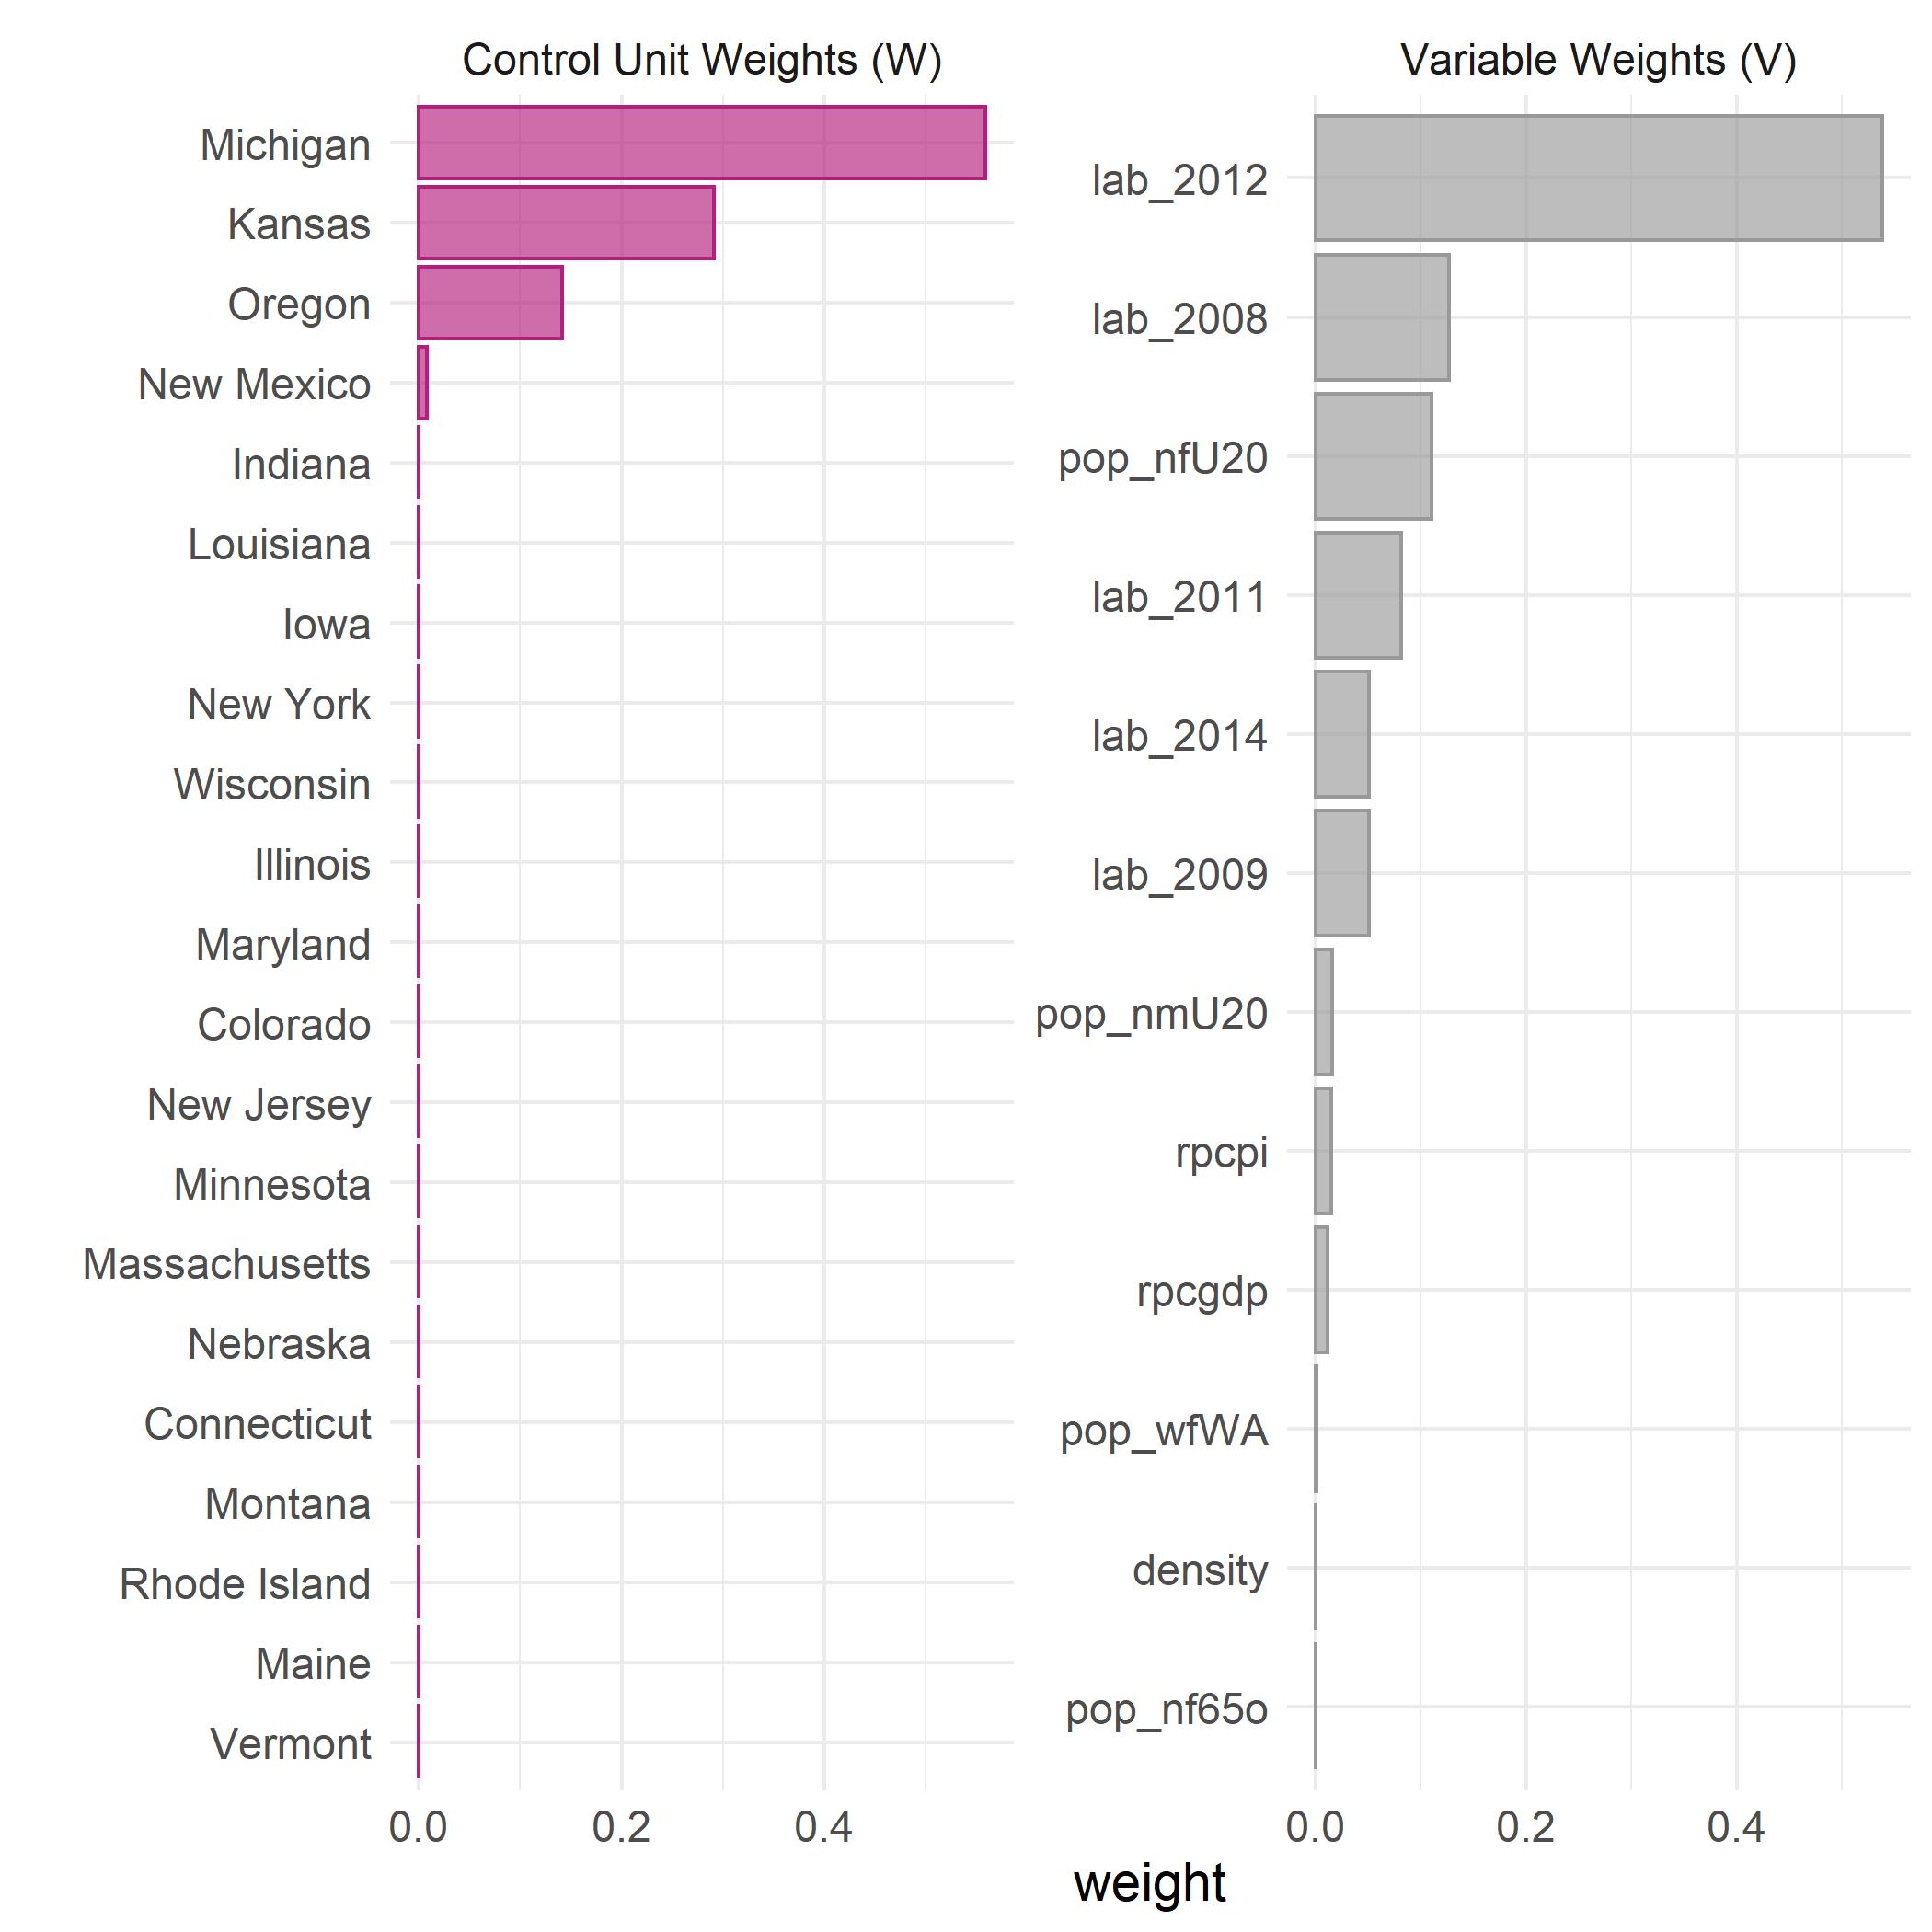 Control Unit Weights (W)
Michigan
Kansas
Oregon
New Mexico
Indiana
Louisiana
Iowa
New York
Wisconsin
Illinois
Maryland
Colorado
New Jersey
Minnesota
Massachusetts
Nebraska
Connecticut
Montana
Rhode Island
Maine
Vermont
0.0 0.2 0.4
Variable Weights (V)
lab_2012
lab_2008
pop_nfU20
lab_2011
lab_2014
lab_2009
pop_nmU20
rpcpi
rpcgdp
pop_wfWA
density
pop_nf65o
0.0 0.2 0.4
weight